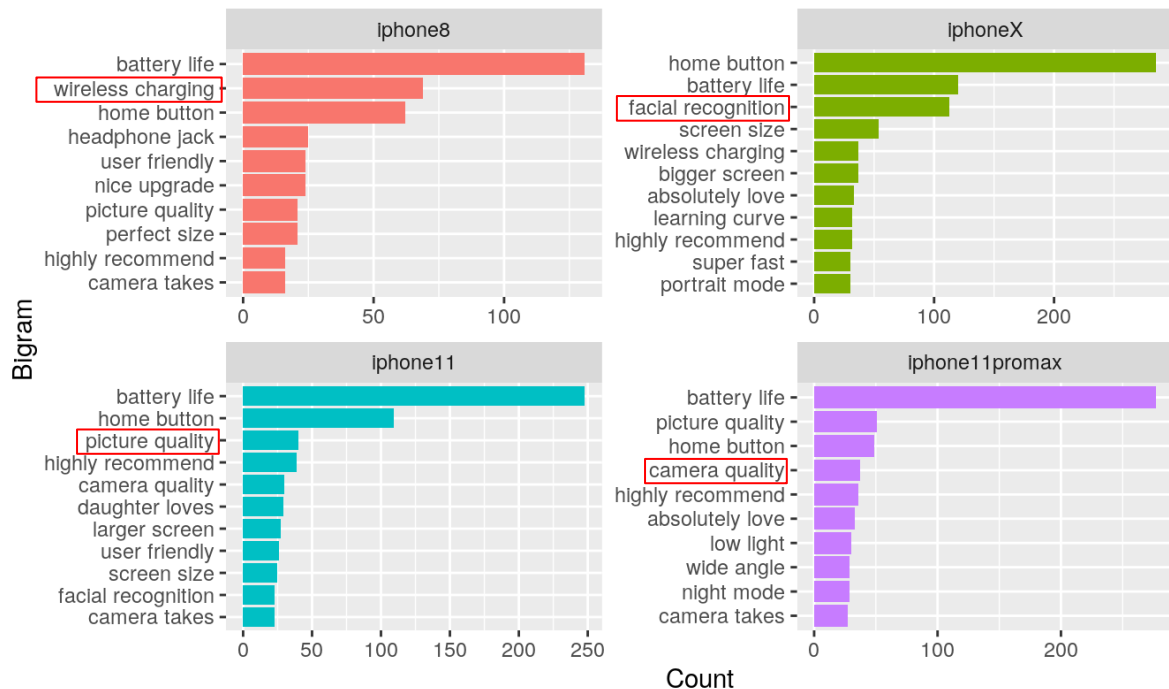 iphone8
battery life
wireless charging
home button
headphone jack
user friendly
nice upgrade
picture quality
perfect size
highly recommend
camera takes
0 50 100
iphoneX
home button
battery life
facial recognition
screen size
wireless charging
bigger screen
absolutely love
learning curve
highly recommend
super fast
portrait mode
0 100 200
Bigram
iphone11
battery life
home button
picture quality
highly recommend
camera quality
daughter loves
larger screen
user friendly
screen size
facial recognition
camera takes
0 50 100 150 200 250
iphone11promax
battery life
picture quality
home button
camera quality
highly recommend
absolutely love
low light
wide angle
night mode
camera takes
0 100 200
Count